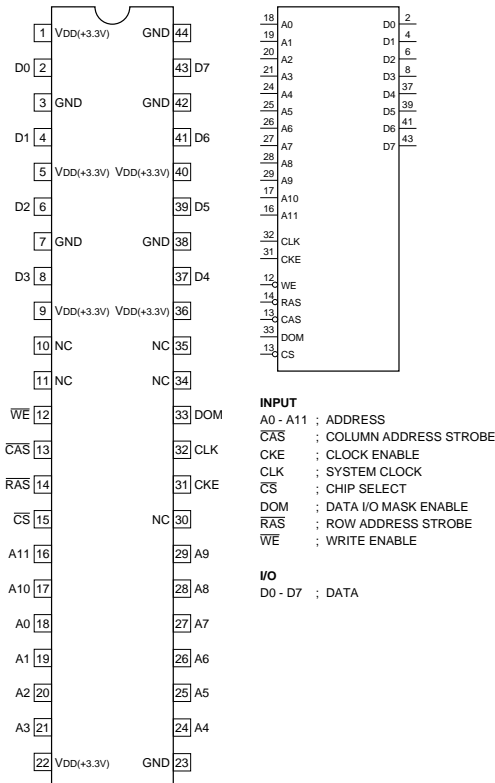 1 VDD(+3.3V) GND 44
D0 2 43 D7
3 GND GND 42
D1 4 41 D6
5 VDD(+3.3V) VDD(+3.3V) 40
D2 6 39 D5
7 GND GND 38
D3 8 37 D4
9 VDD(+3.3V) VDD(+3.3V) 36
10 NC NC 35
11 NC NC 34
WE 12 33 DOM
CAS 13 32 CLK
RAS 14 31 CKE
CS 15 NC 30
A11 16 29 A9
A10 17 28 A8
A0 18 27 A7
A1 19 26 A6
A2 20 25 A5
A3 21 24 A4
22 VDD(+3.3V) GND 23
18 A0 D0 2
19 A1 D1 4
20 A2 D2 6
21 A3 D3 8
24 A4 D4 37
25 A5 D5 39
26 A6 D6 41
27 A7 D7 43
28 A8
29 A9
17 A10
16 A11
32 CLK
31 CKE
12 WE
14 RAS
13 CAS
33 DOM
13 CS
INPUT
A0 - A11 ; ADDRESS
CAS ; COLUMN ADDRESS STROBE
CKE ; CLOCK ENABLE
CLK ; SYSTEM CLOCK
CS ; CHIP SELECT
DOM ; DATA I/O MASK ENABLE
RAS ; ROW ADDRESS STROBE
WE ; WRITE ENABLE
I/O
D0 - D7 ; DATA